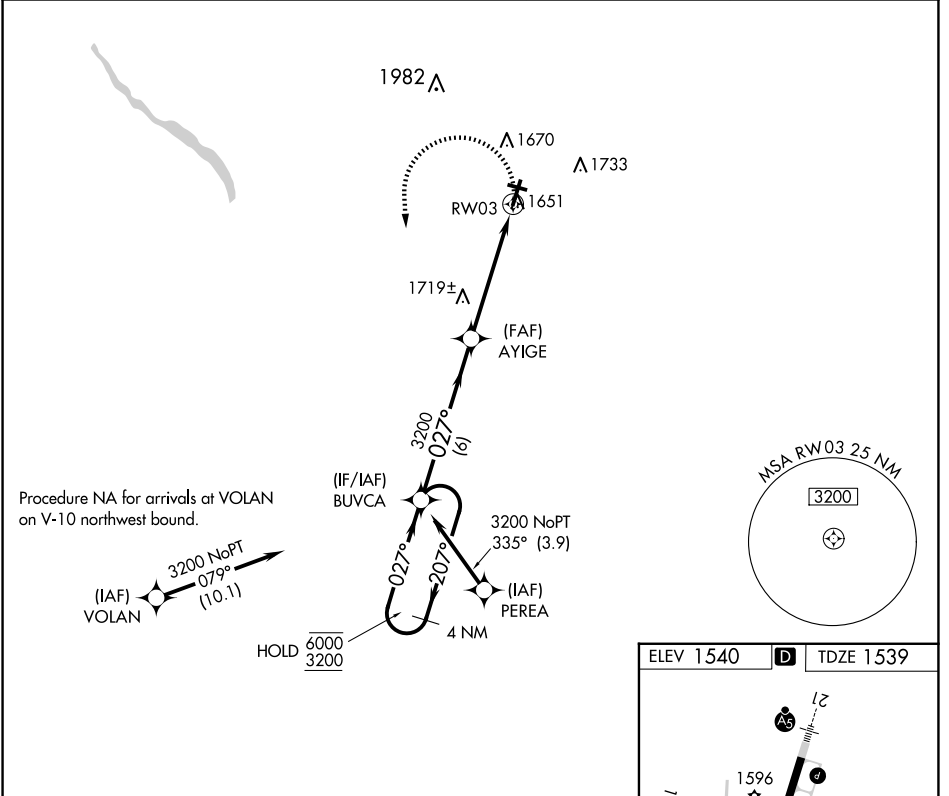 1982
1670
1733
RW03
1651
1719±
(FAF)
AYIGE
3200
027°
(6)
(IF/IAF)
BUVCA
MSA RW03 25 NM
3200
Procedure NA for arrivals at VOLAN
on V-10 northwest bound.
3200 NoPT
079°
(10.1)
(IAF)
VOLAN
3200 NoPT
335° (3.9)
027°
207°
(IAF)
PEREA
4 NM
HOLD 6000
3200
ELEV 1540 D TDZE 1539
21
A5
1596
P